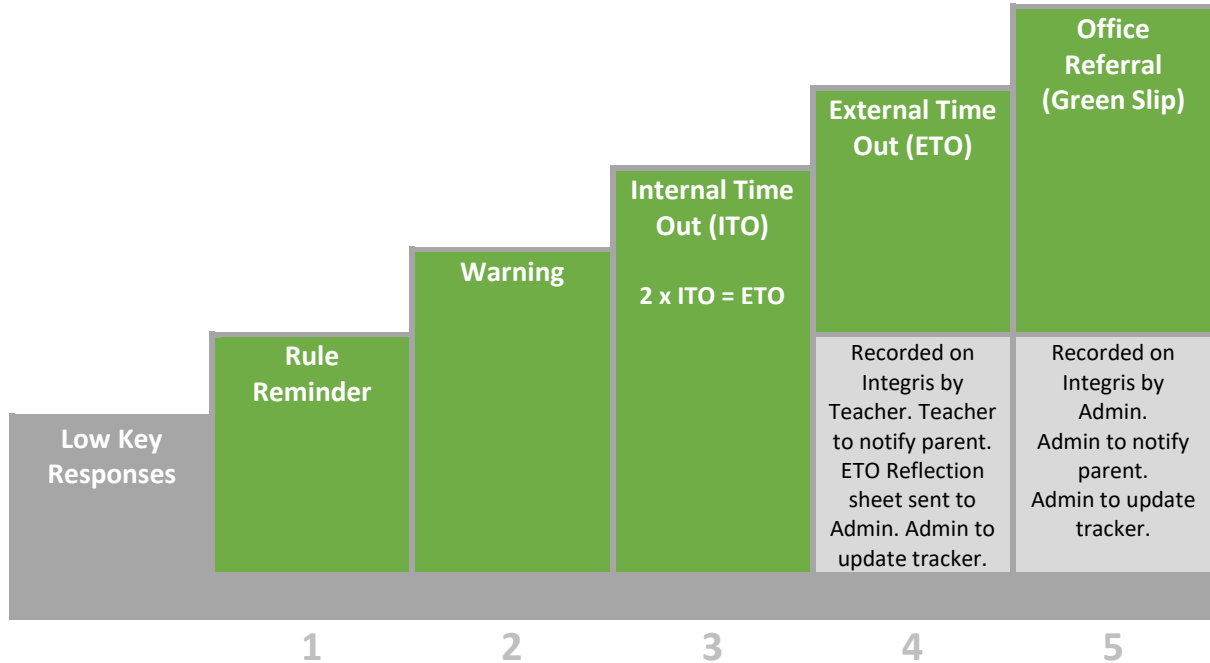 Low Key
Responses
Rule
Reminder
Warning
Internal Time
Out (ITO)
2 x ITO = ETO
External Time
Out (ETO)
Recorded on
Integris by
Teacher. Teacher
to notify parent.
ETO Reflection
sheet sent to
Admin. Admin to
update tracker.
Office
Referral
(Green Slip)
Recorded on
Integris by
Admin.
Admin to notify
parent.
Admin to update
tracker.
1
2
3
4
5